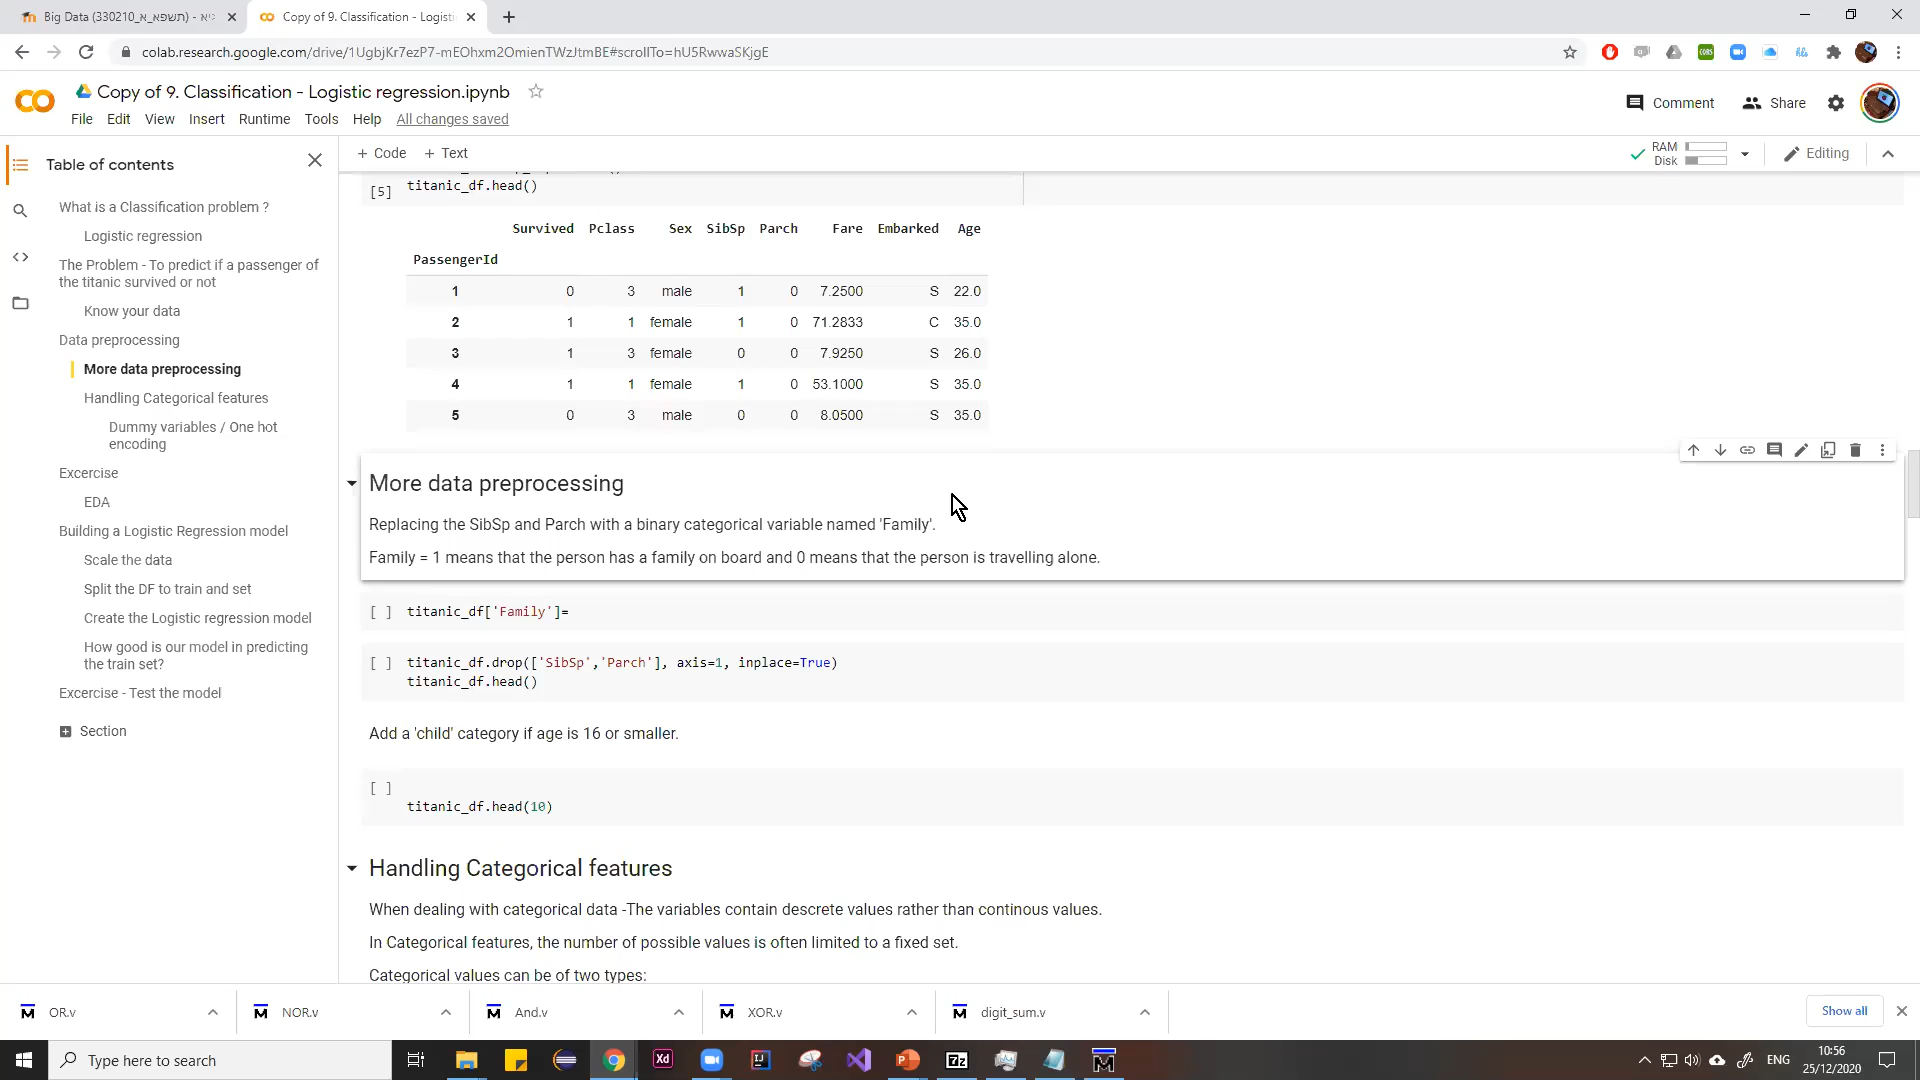 Big Data (330210_תשפא_א) - גיא
Copy of 9. Classification - Logisti
colab.research.google.com/drive/1UgbjKr7ezP7-mEOhxm2OmienTWzJtmBE#scrollTo=hU5RwwaSKjgE
Copy of 9. Classification - Logistic regression.ipynb
Comment
Share
File Edit View Insert Runtime Tools Help All changes saved
Table of contents
+ Code + Text
RAM
Disk
Editing
What is a Classification problem ?
Logistic regression
The Problem - To predict if a passenger of
the titanic survived or not
Know your data
Data preprocessing
More data preprocessing
Handling Categorical features
Dummy variables / One hot
encoding
Excercise
EDA
Building a Logistic Regression model
Scale the data
Split the DF to train and set
Create the Logistic regression model
How good is our model in predicting
the train set?
Excercise - Test the model
Section
[5] titanic_df.head()
Survived Pclass Sex SibSp Parch Fare Embarked Age
PassengerId
1 0 3 male 1 0 7.2500 S 22.0
2 1 1 female 1 0 71.2833 C 35.0
3 1 3 female 0 0 7.9250 S 26.0
4 1 1 female 1 0 53.1000 S 35.0
5 0 3 male 0 0 8.0500 S 35.0
More data preprocessing
Replacing the SibSp and Parch with a binary categorical variable named 'Family'.
Family = 1 means that the person has a family on board and 0 means that the person is travelling alone.
[ ] titanic_df['Family']=
[ ] titanic_df.drop(['SibSp','Parch'], axis=1, inplace=True)
titanic_df.head()
Add a 'child' category if age is 16 or smaller.
[ ]
titanic_df.head(10)
Handling Categorical features
When dealing with categorical data -The variables contain descrete values rather than continous values.
In Categorical features, the number of possible values is often limited to a fixed set.
Categorical values can be of two types:
OR.v
NOR.v
And.v
XOR.v
digit_sum.v
Show all
Type here to search
ENG
10:56
25/12/2020